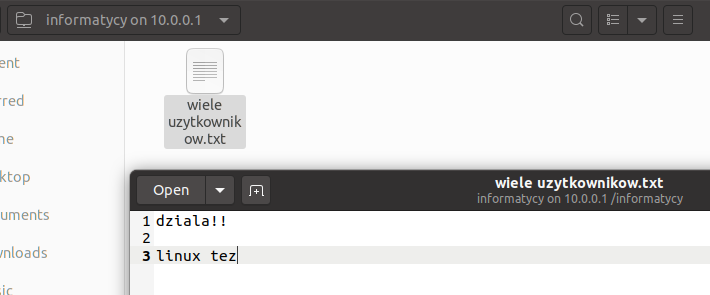 informatycy on 10.0.0.1
ent
rred
me
ktop
uments
wnloads
sic
wiele
uzytkownik
ow.txt
Open
wiele uzytkownikow.txt
informatycy on 10.0.0.1 /informatycy
1 dziala!!
2
3 linux tez